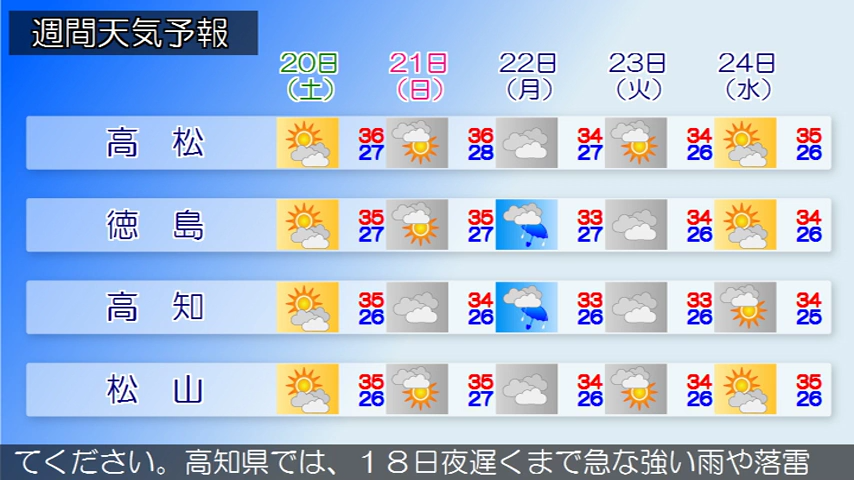 週間天気予報
20日 21日 22日 23日 24日
(土) (日) (月) (火) (水)
高松 36 36 34 34 35
27 28 27 26 26
徳島 35 35 33 34 34
27 27 27 26 26
高知 35 34 33 33 34
26 26 26 26 25
松山 35 35 34 34 35
26 27 26 26 26
てください。高知県では、１８日夜遅くまで急な強い雨や落雷